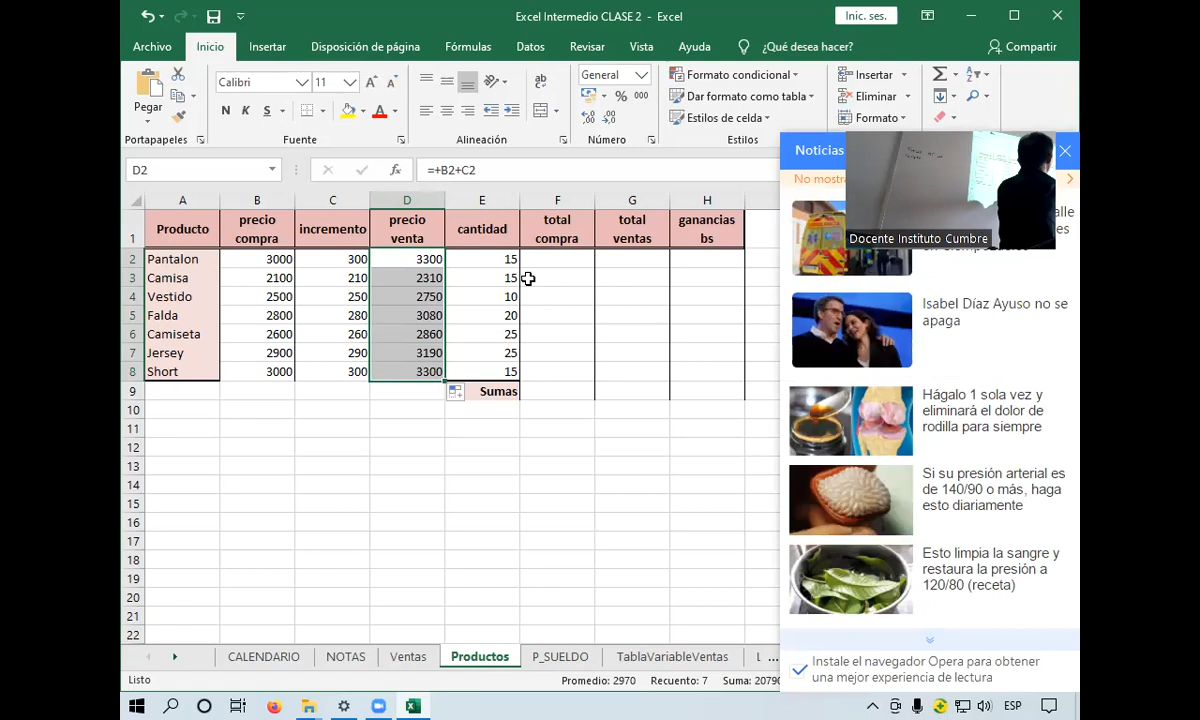 Excel Intermedio CLASE 2 - Excel
Inic. ses.
Archivo Inicio Insertar Disposición de página Fórmulas Datos Revisar Vista Ayuda ¿Qué desea hacer? Compartir
Pegar
Calibri 11
N K S
General
% 000
Formato condicional
Dar formato como tabla
Estilos de celda
Insertar
Eliminar
Formato
Portapapeles Fuente Alineación Número Estilos
D2 fx =+B2+C2
A B C D E F G H
1 Producto precio compra incremento precio venta cantidad total compra total ventas ganancias bs
2 Pantalon 3000 300 3300 15
3 Camisa 2100 210 2310 15
4 Vestido 2500 250 2750 10
5 Falda 2800 280 3080 20
6 Camiseta 2600 260 2860 25
7 Jersey 2900 290 3190 25
8 Short 3000 300 3300 15
9 Sumas
10
11
12
13
14
15
16
17
18
19
20
21
22
Noticias
No mostra
Docente Instituto Cumbre
Isabel Díaz Ayuso no se
apaga
Hágalo 1 sola vez y
eliminará el dolor de
rodilla para siempre
Si su presión arterial es
de 140/90 o más, haga
esto diariamente
Esto limpia la sangre y
restaura la presión a
120/80 (receta)
Instale el navegador Opera para obtener
una mejor experiencia de lectura
CALENDARIO NOTAS Ventas Productos P_SUELDO TablaVariableVentas
Listo Promedio: 2970 Recuento: 7 Suma: 20790
ESP